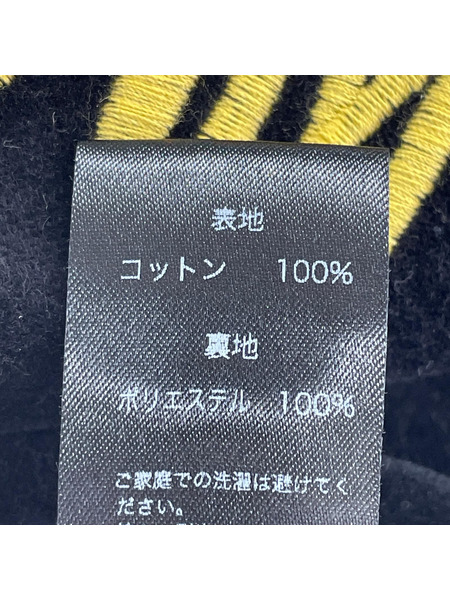 表地
コットン 100%
裏地
ポリエステル 100%
ご家庭での洗濯は避けてく
ださい。